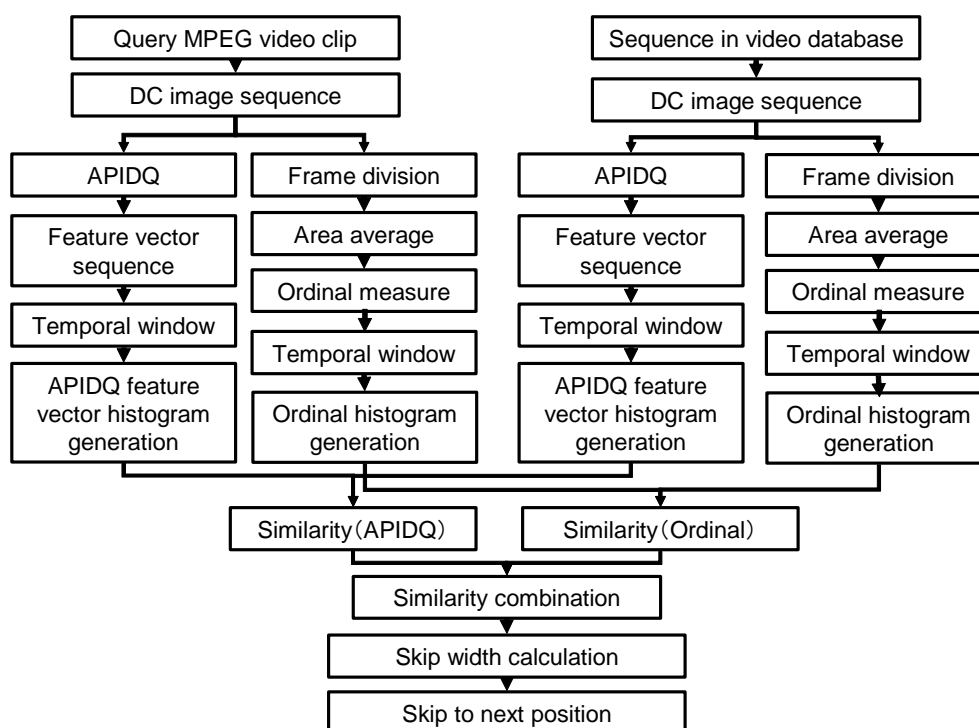 Query MPEG video clip
Sequence in video database
DC image sequence
DC image sequence
APIDQ
Frame division
APIDQ
Frame division
Feature vector
sequence
Area average
Feature vector
sequence
Area average
Ordinal measure
Ordinal measure
Temporal window
Temporal window
Temporal window
Temporal window
APIDQ feature
vector histogram
generation
Ordinal histogram
generation
APIDQ feature
vector histogram
generation
Ordinal histogram
generation
Similarity（APIDQ）
Similarity（Ordinal）
Similarity combination
Skip width calculation
Skip to next position